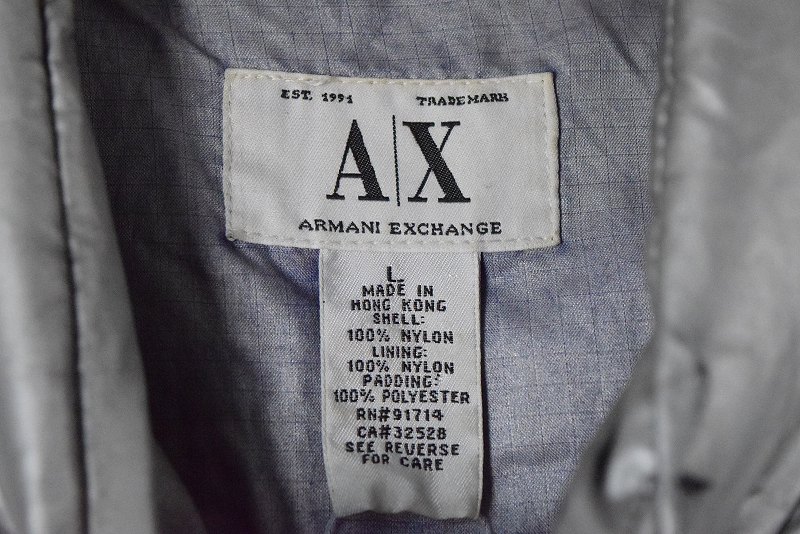 EST. 1991 TRADEMARK
A|X
ARMANI EXCHANGE
L
MADE IN
HONG KONG
SHELL:
100% NYLON
LINING:
100% NYLON
PADDING:
100% POLYESTER
RN#91714
CA#32528
SEE REVERSE
FOR CARE